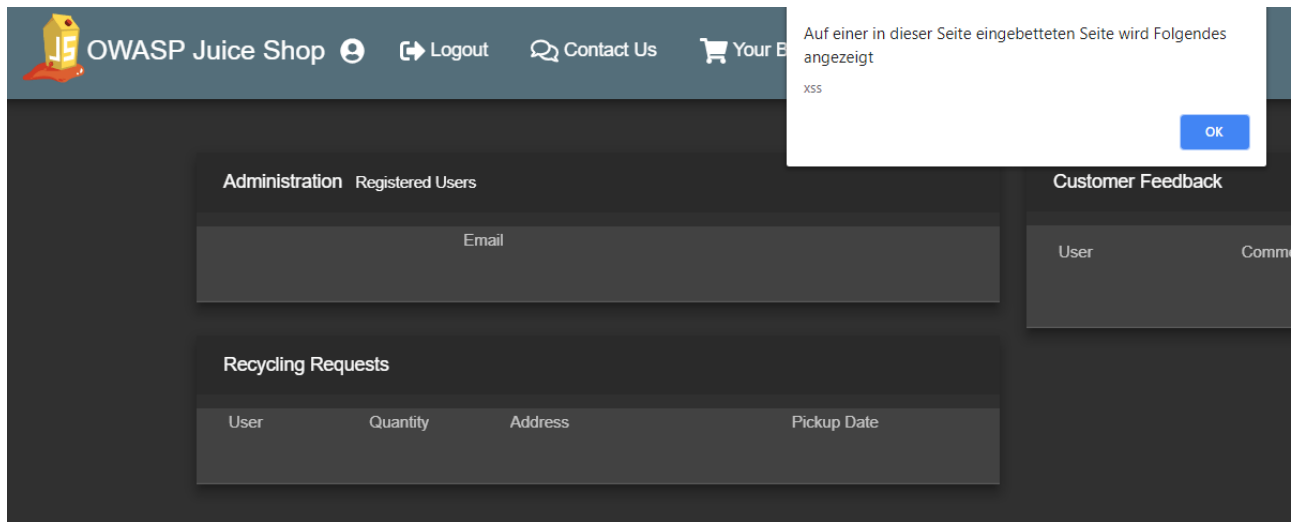 OWASP Juice Shop
Logout
Contact Us
Your B
Auf einer in dieser Seite eingebetteten Seite wird Folgendes
angezeigt
xss
OK
Administration Registered Users
Email
Customer Feedback
User Comme
Recycling Requests
User Quantity Address Pickup Date